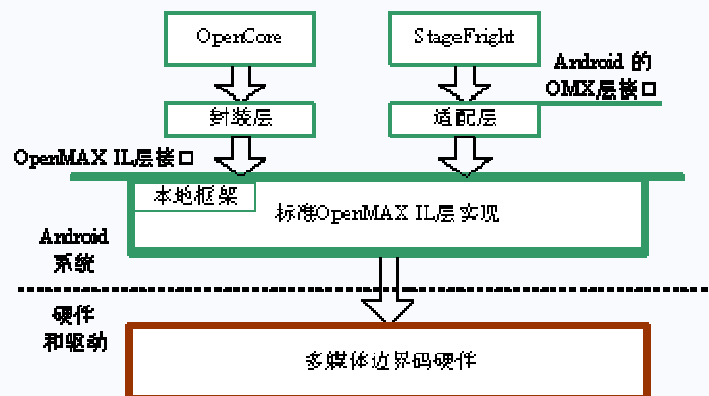 OpenCore
StageFright
Android 的
OMX层接口
封装层
适配层
OpenMAX IL层接口
本地框架
标准OpenMAX IL层实现
Android
系统
硬件
和驱动
多媒体边界码硬件